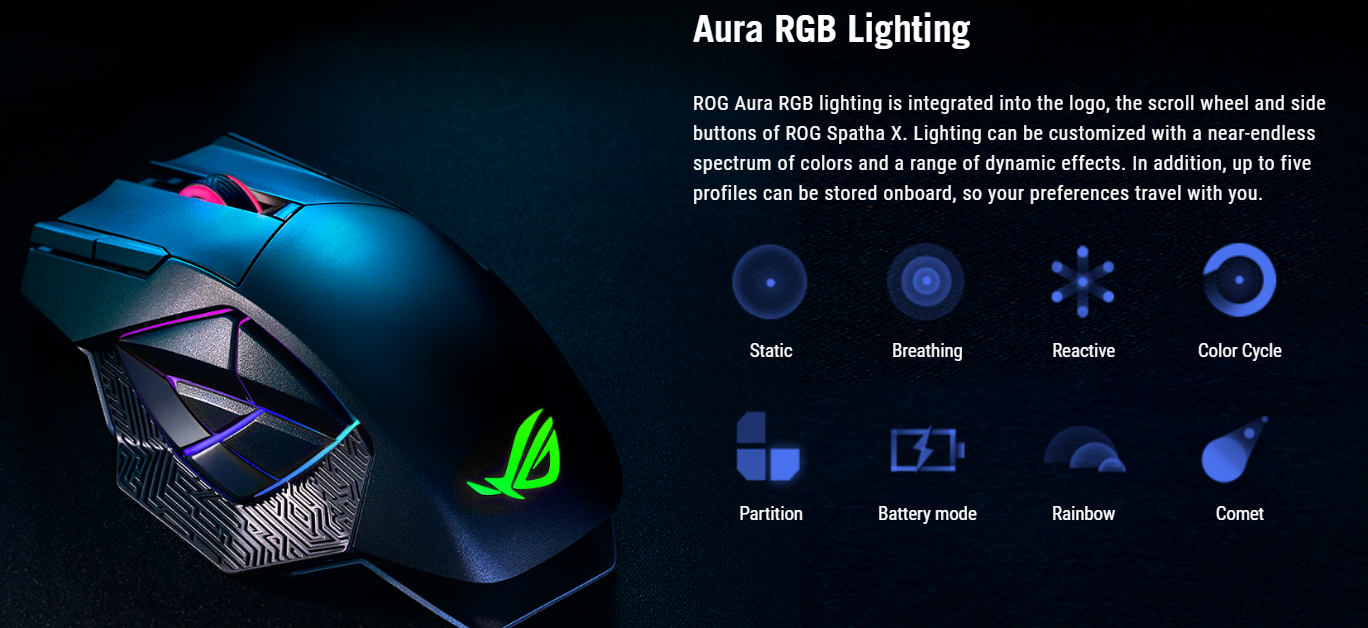 Aura RGB Lighting
ROG Aura RGB lighting is integrated into the logo, the scroll wheel and side
buttons of ROG Spatha X. Lighting can be customized with a near-endless
spectrum of colors and a range of dynamic effects. In addition, up to five
profiles can be stored onboard, so your preferences travel with you.
Static
Breathing
Reactive
Color Cycle
Partition
Battery mode
Rainbow
Comet